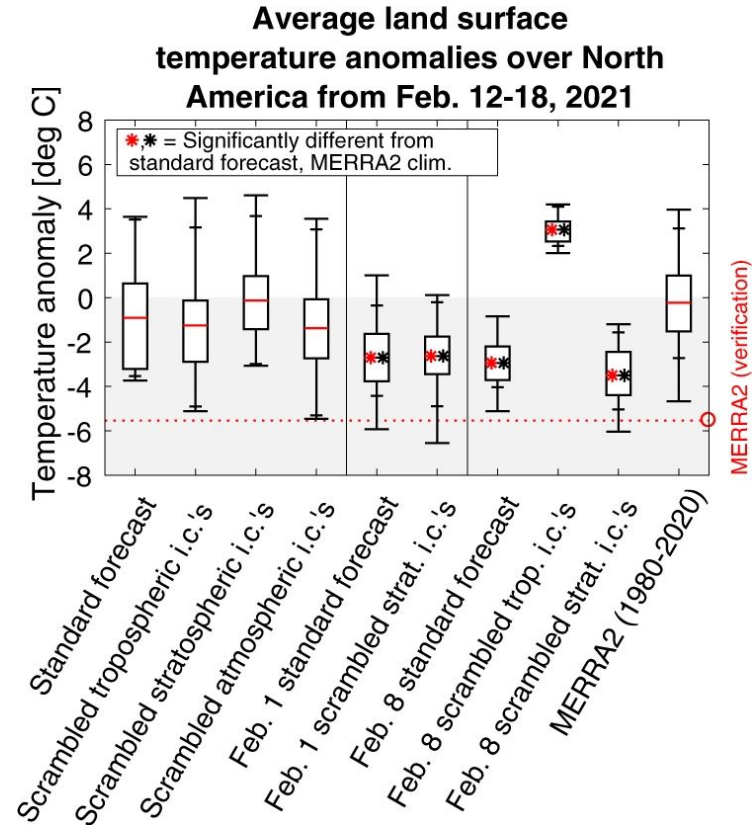 Average land surface
temperature anomalies over North
America from Feb. 12-18, 2021
Temperature anomaly [deg C]
8
6
4
2
0
-2
-4
-6
-8
*,* = Significantly different from
standard forecast, MERRA2 clim.
MERRA2 (verification)
Standard forecast
Scrambled tropospheric i.c.'s
Scrambled stratospheric i.c.'s
Scrambled atmospheric i.c.'s
Feb. 1 standard forecast
Feb. 1 scrambled strat. i.c.'s
Feb. 8 standard forecast
Feb. 8 scrambled trop. i.c.'s
Feb. 8 scrambled strat. i.c.'s
MERRA2 (1980-2020)